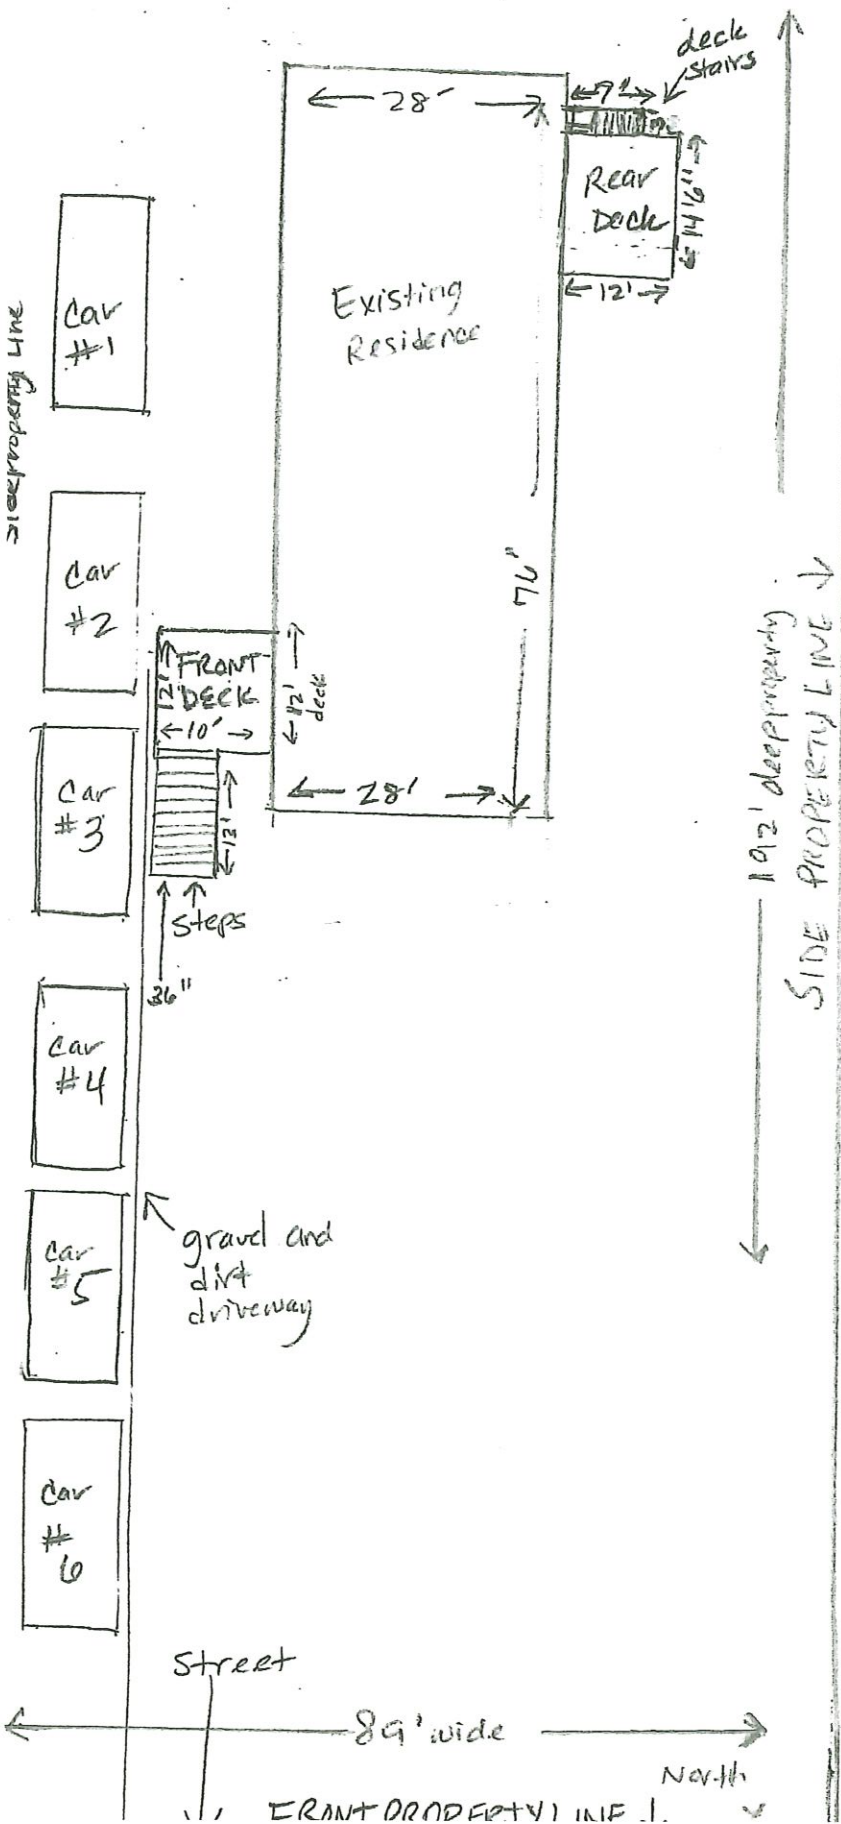 deck
stairs
28'
7"
Rear
Deck
14'6"
12'
Car
#1
Existing
Residence
Side property Line
Car
#2
76"
FRONT
DECK
12'
10'
12'
deck
28'
Car
#3
13'
steps
36"
192' deep property
SIDE PROPERTY LINE
Car
#4
gravel and
dirt
driveway
Car
#5
Car
#
6
Street
89' wide
North
FRONT PROPERTY LINE